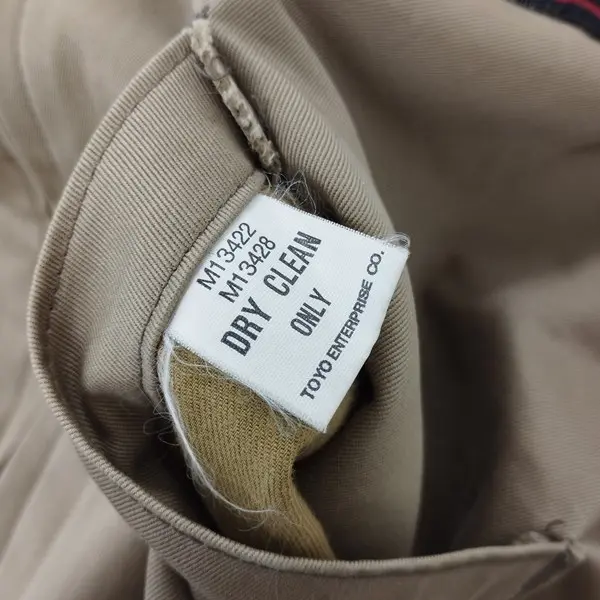 M13422
M13428
DRY CLEAN
ONLY
TOYO ENTERPRISE CO.